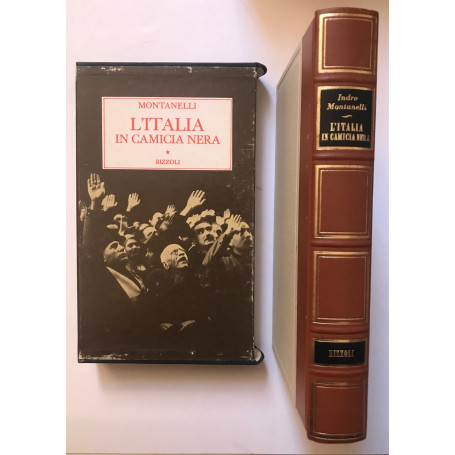 MONTANELLI
L'ITALIA
IN CAMICIA NERA
★
RIZZOLI
Indro
Montanelli
L'ITALIA
IN CAMICIA NERA
RIZZOLI